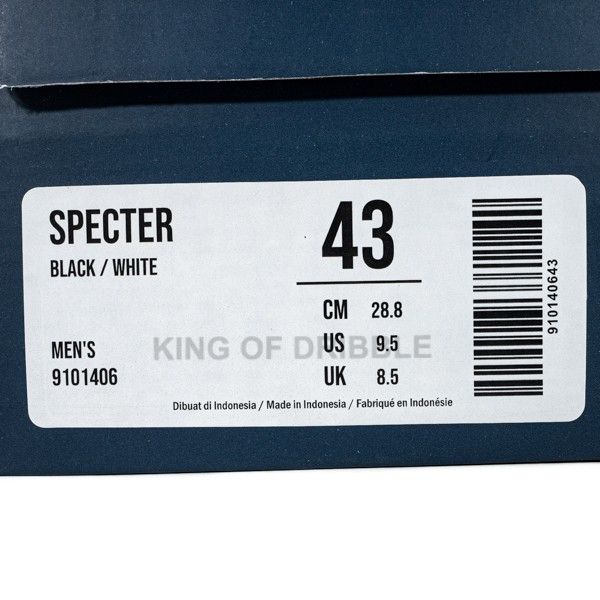 SPECTER
BLACK / WHITE
43
CM 28.8
US 9.5
UK 8.5
MEN'S
9101406
KING OF DRIBBLE
Dibuat di Indonesia / Made in Indonesia / Fabriqué en Indonésie
910140643